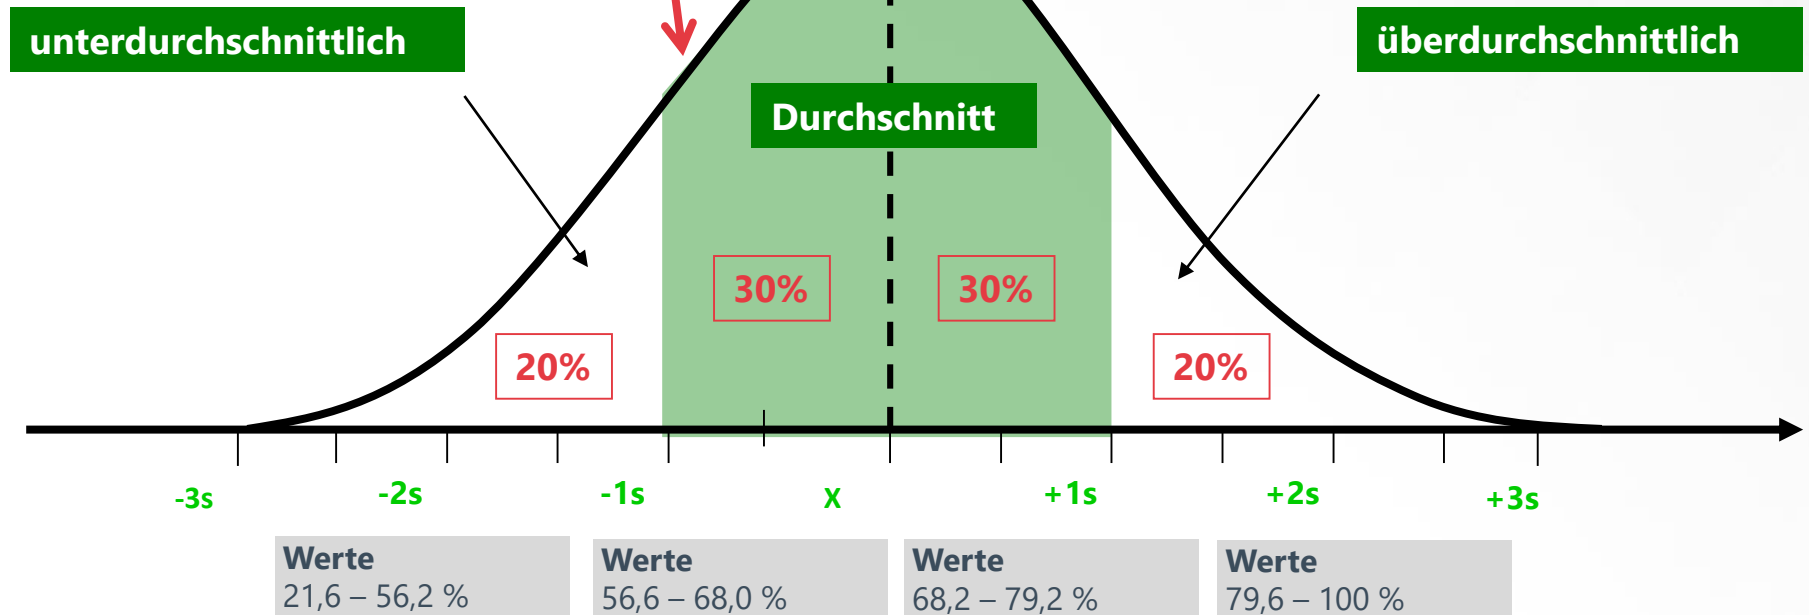 unterdurchschnittlich
überdurchschnittlich
Durchschnitt
30%
30%
20%
20%
-3s
-2s
-1s
X
+1s
+2s
+3s
Werte
21,6 – 56,2 %
Werte
56,6 – 68,0 %
Werte
68,2 – 79,2 %
Werte
79,6 – 100 %